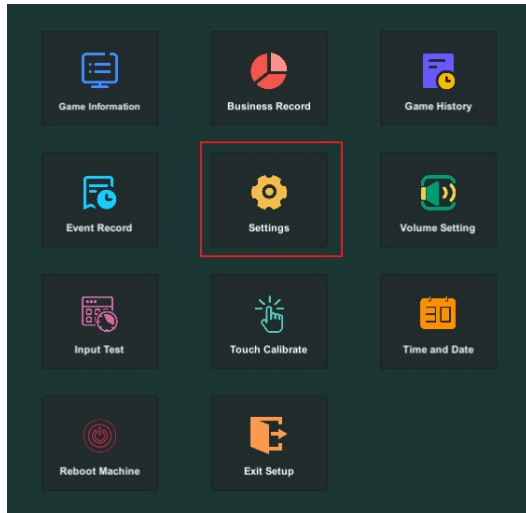 Game Information
Business Record
Game History
Event Record
Settings
Volume Setting
Input Test
Touch Calibrate
30
Time and Date
Reboot Machine
Exit Setup